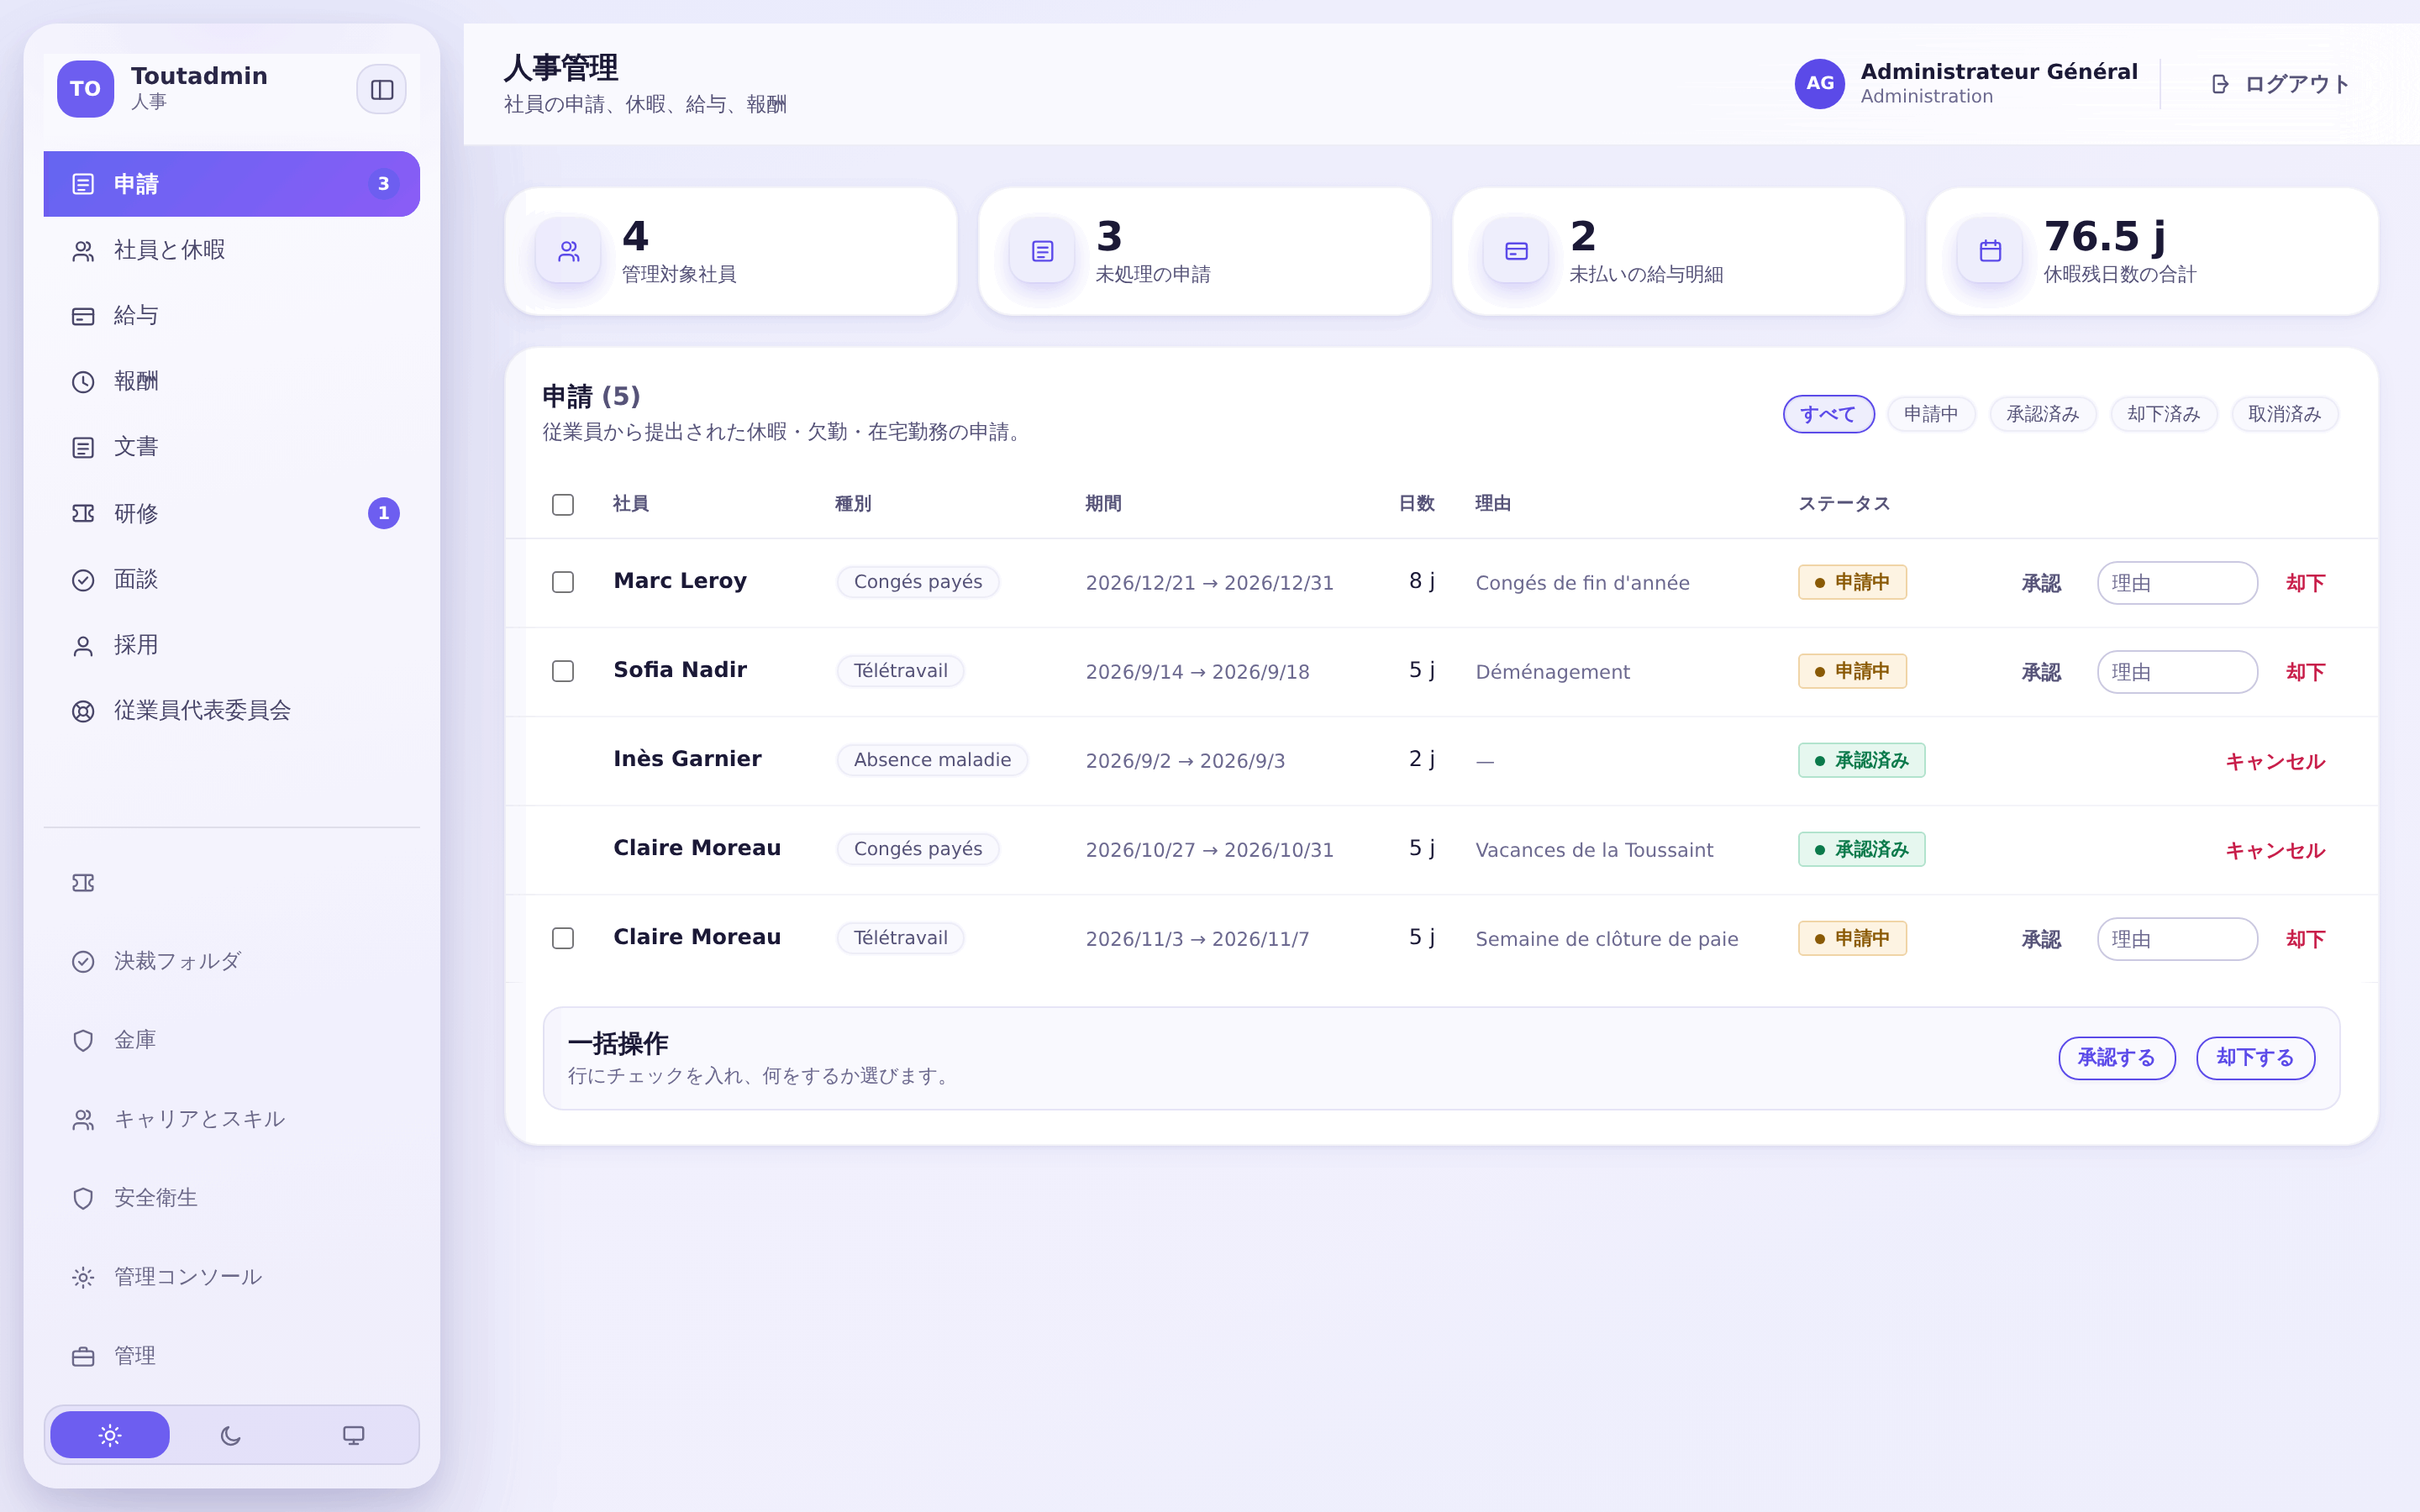 TO
Toutadmin
人事
申請
3
社員と休暇
給与
報酬
文書
研修
1
面談
採用
従業員代表委員会
決裁フォルダ
金庫
キャリアとスキル
安全衛生
管理コンソール
管理
人事管理
社員の申請、休暇、給与、報酬
AG
Administrateur Général
Administration
ログアウト
4
管理対象社員
3
未処理の申請
2
未払いの給与明細
76.5 j
休暇残日数の合計
申請 (5)
従業員から提出された休暇・欠勤・在宅勤務の申請。
すべて 申請中 承認済み 却下済み 取消済み
社員 種別 期間 日数 理由 ステータス
Marc Leroy Congés payés 2026/12/21 → 2026/12/31 8 j Congés de fin d'année 申請中 承認 理由 却下
Sofia Nadir Télétravail 2026/9/14 → 2026/9/18 5 j Déménagement 申請中 承認 理由 却下
Inès Garnier Absence maladie 2026/9/2 → 2026/9/3 2 j — 承認済み キャンセル
Claire Moreau Congés payés 2026/10/27 → 2026/10/31 5 j Vacances de la Toussaint 承認済み キャンセル
Claire Moreau Télétravail 2026/11/3 → 2026/11/7 5 j Semaine de clôture de paie 申請中 承認 理由 却下
一括操作
行にチェックを入れ、何をするか選びます。
承認する 却下する